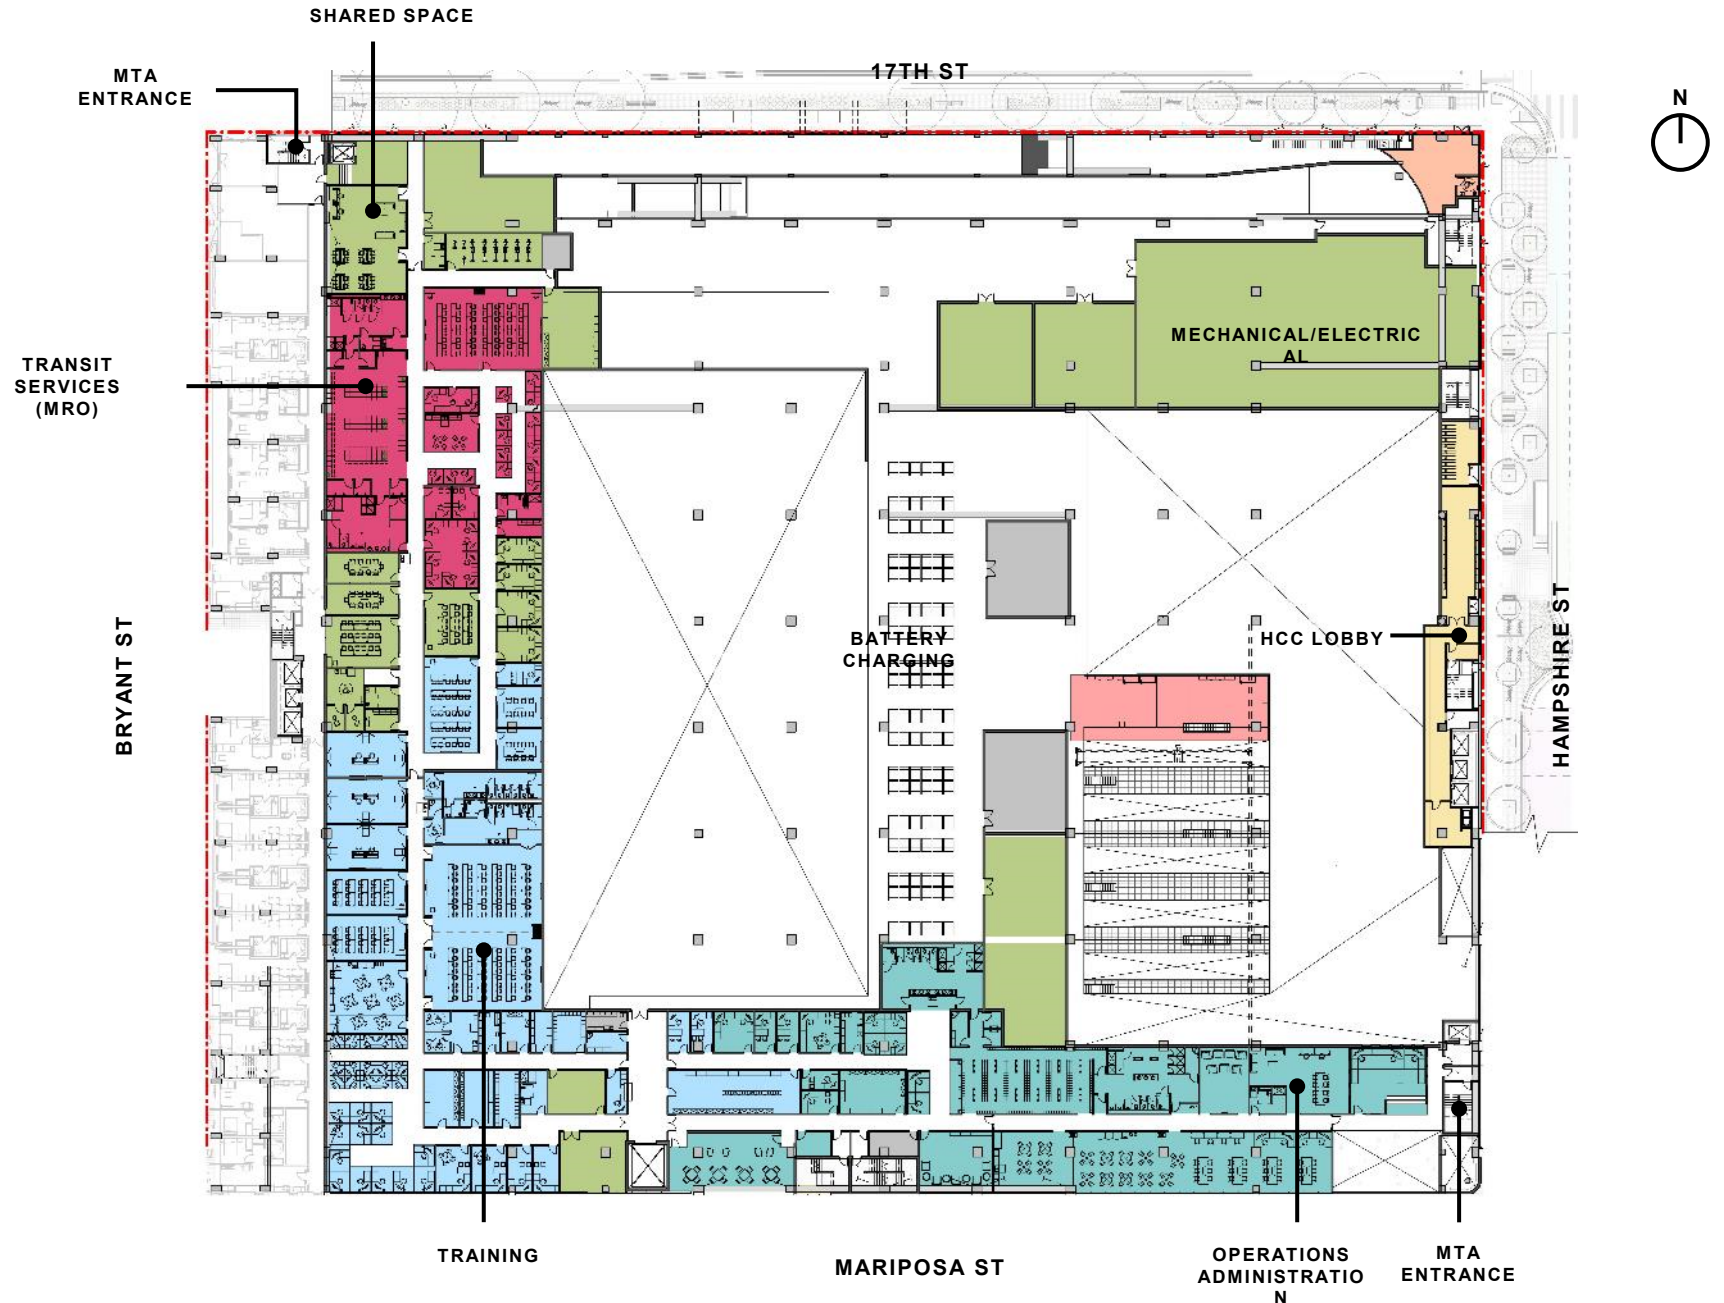 SHARED SPACE
17TH ST
MTA
ENTRANCE
N
MECHANICAL/ELECTRIC
AL
TRANSIT
SERVICES
(MRO)
BATTERY
CHARGING
HCC LOBBY
BRYANT ST
HAMPSHIRE ST
TRAINING
MARIPOSA ST
OPERATIONS
ADMINISTRATIO
N
MTA
ENTRANCE